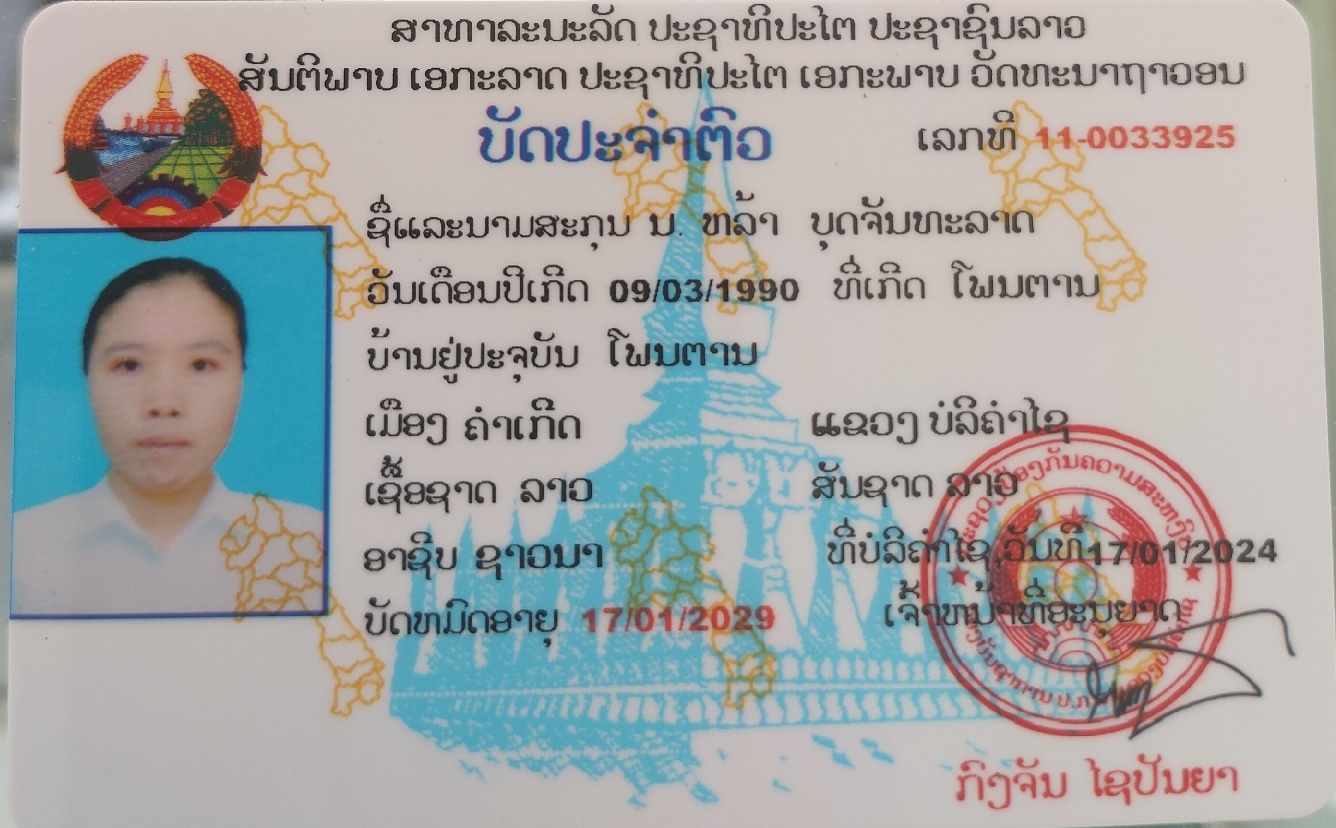 ສາທາລະນະລັດ ປະຊາທິປະໄຕ ປະຊາຊົນລາວ
ສັນຕິພາບ ເອກະລາດ ປະຊາທິປະໄຕ ເອກະພາບ ວັດທະນາຖາວອນ
ບັດປະຈຳຕົວ ເລກທີ 11-0033925
ຊື່ແລະນາມສະກຸນ ນ. ຫລ້າ ບຸດຈັນທະລາດ
ວັນເດືອນປີເກີດ 09/03/1990 ທີ່ເກີດ ໂພນຕານ
ບ້ານຢູ່ປະຈຸບັນ ໂພນຕານ
ເມືອງ ຄຳເກີດ ແຂວງ ບໍລິຄຳໄຊ
ເຊື້ອຊາດ ລາວ ສັນຊາດ ລາວ
ອາຊີບ ຊາວນາ ທີ່ບໍລິຄຳໄຊ,ວັນທີ17/01/2024
ບັດຫມົດອາຍຸ 17/01/2029 ເຈົ້າຫນ້າທີ່ອະນຸຍາດ
ກົງຈັນ ໄຊປັນຍາ